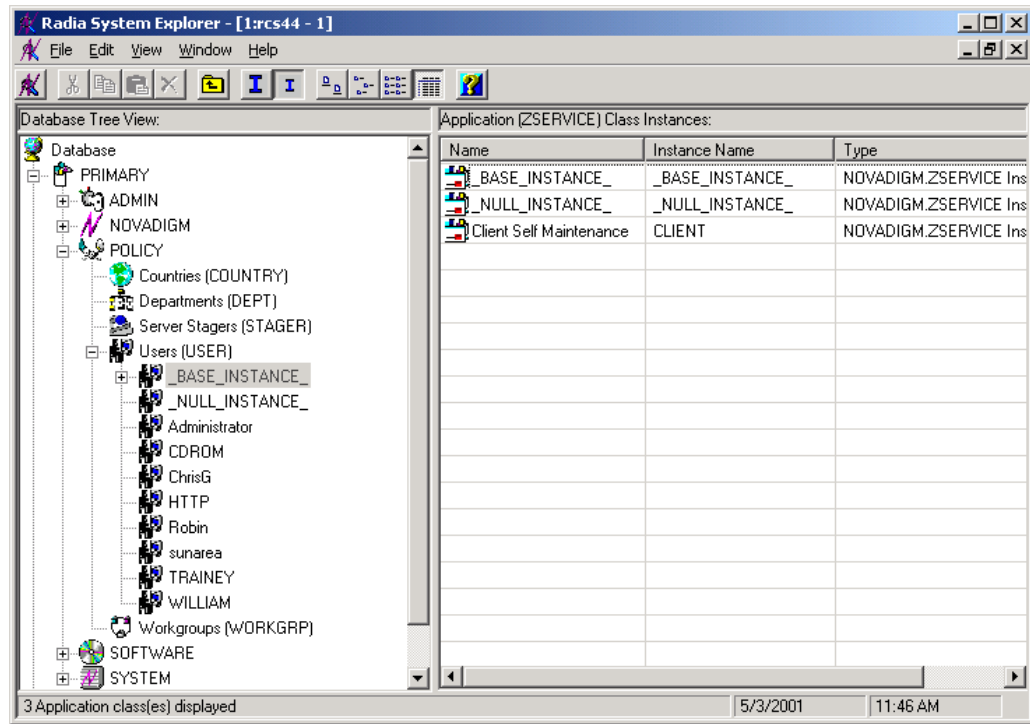 Radia System Explorer - [1:rcs44 - 1]
File Edit View Window Help
Database Tree View:
Application (ZSERVICE) Class Instances:
Database
PRIMARY
ADMIN
NOVADIGM
POLICY
Countries (COUNTRY)
Departments (DEPT)
Server Stagers (STAGER)
Users (USER)
_BASE_INSTANCE_
_NULL_INSTANCE_
Administrator
CDROM
ChrisG
HTTP
Robin
sunarea
TRAINEY
WILLIAM
Workgroups (WORKGRP)
SOFTWARE
SYSTEM
Name Instance Name Type
_BASE_INSTANCE_ _BASE_INSTANCE_ NOVADIGM.ZSERVICE Ins
_NULL_INSTANCE_ _NULL_INSTANCE_ NOVADIGM.ZSERVICE Ins
Client Self Maintenance CLIENT NOVADIGM.ZSERVICE Ins
3 Application class(es) displayed 5/3/2001 11:46 AM